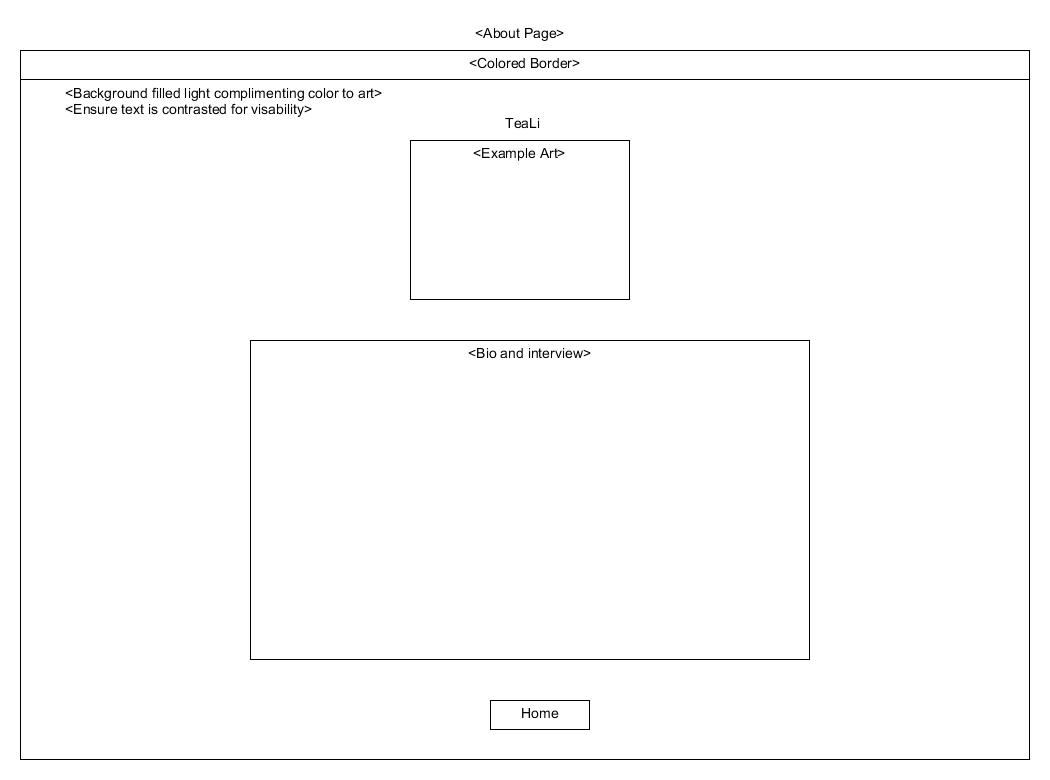 <About Page>
<Colored Border>
<Background filled light complimenting color to art>
<Ensure text is contrasted for visability>
TeaLi
<Example Art>
<Bio and interview>
Home